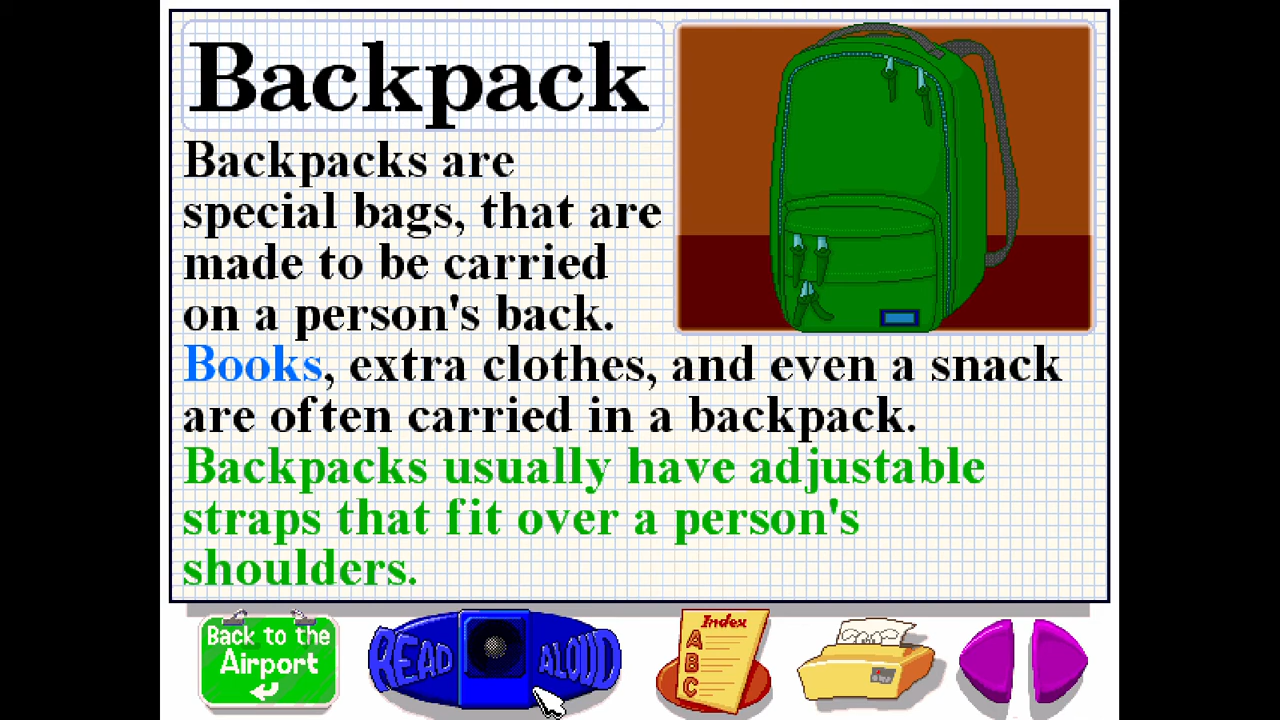 Backpack
Backpacks are
special bags, that are
made to be carried
on a person's back.
Books, extra clothes, and even a snack
are often carried in a backpack.
Backpacks usually have adjustable
straps that fit over a person's
shoulders.
Back to the
Airport
READ ALOUD
Index
A
B
C